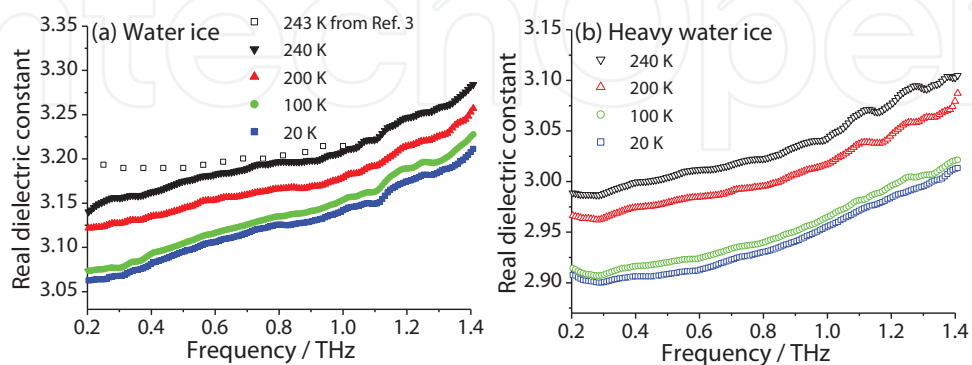 (a) Water ice
243 K from Ref. 3
240 K
200 K
100 K
20 K
Real dielectric constant
3.35
3.30
3.25
3.20
3.15
3.10
3.05
0.2 0.4 0.6 0.8 1.0 1.2 1.4
Frequency / THz
(b) Heavy water ice
240 K
200 K
100 K
20 K
Real dielectric constant
3.15
3.10
3.05
3.00
2.95
2.90
0.2 0.4 0.6 0.8 1.0 1.2 1.4
Frequency / THz